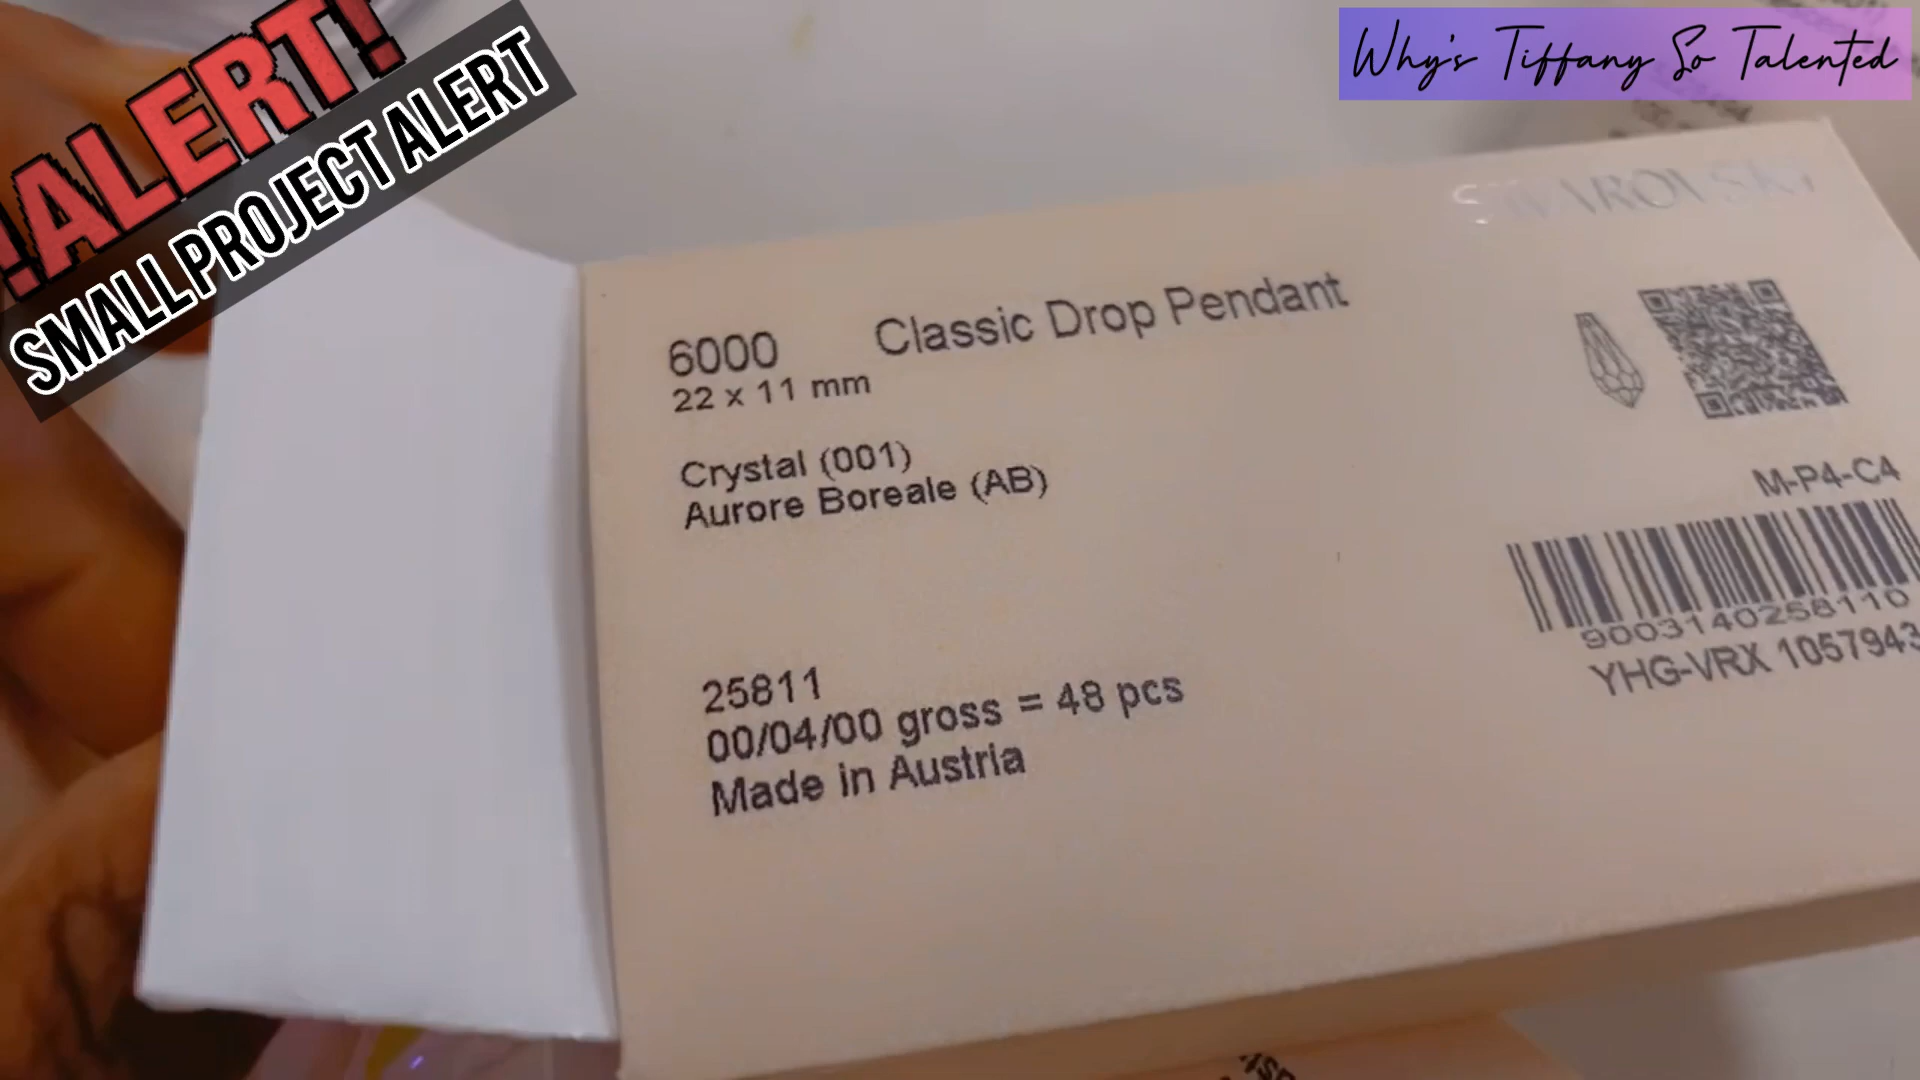 !ALERT!
SMALL PROJECT ALERT
Why's Tiffany So Talented
SWAROVSKI
6000 Classic Drop Pendant
22 x 11 mm
Crystal (001)
Aurore Boreale (AB)
M-P4-C4
9003140258110
YHG-VRX 1057943
25811
00/04/00 gross = 48 pcs
Made in Austria